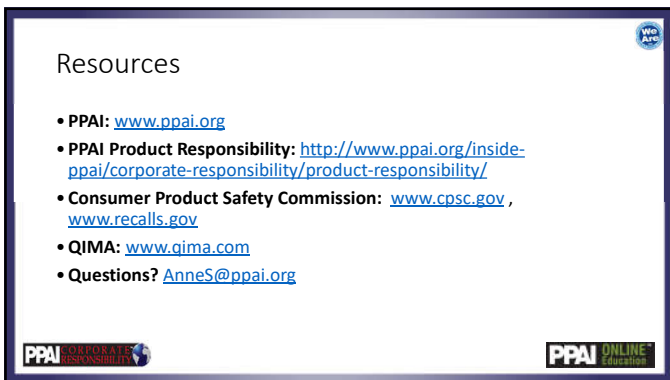 We
Are
Resources
• PPAI: www.ppai.org
• PPAI Product Responsibility: http://www.ppai.org/inside-
ppai/corporate-responsibility/product-responsibility/
• Consumer Product Safety Commission:  www.cpsc.gov ,
www.recalls.gov
• QIMA: www.qima.com
• Questions? AnneS@ppai.org
PPAI CORPORATE
RESPONSIBILITY
PPAI ONLINE
Education